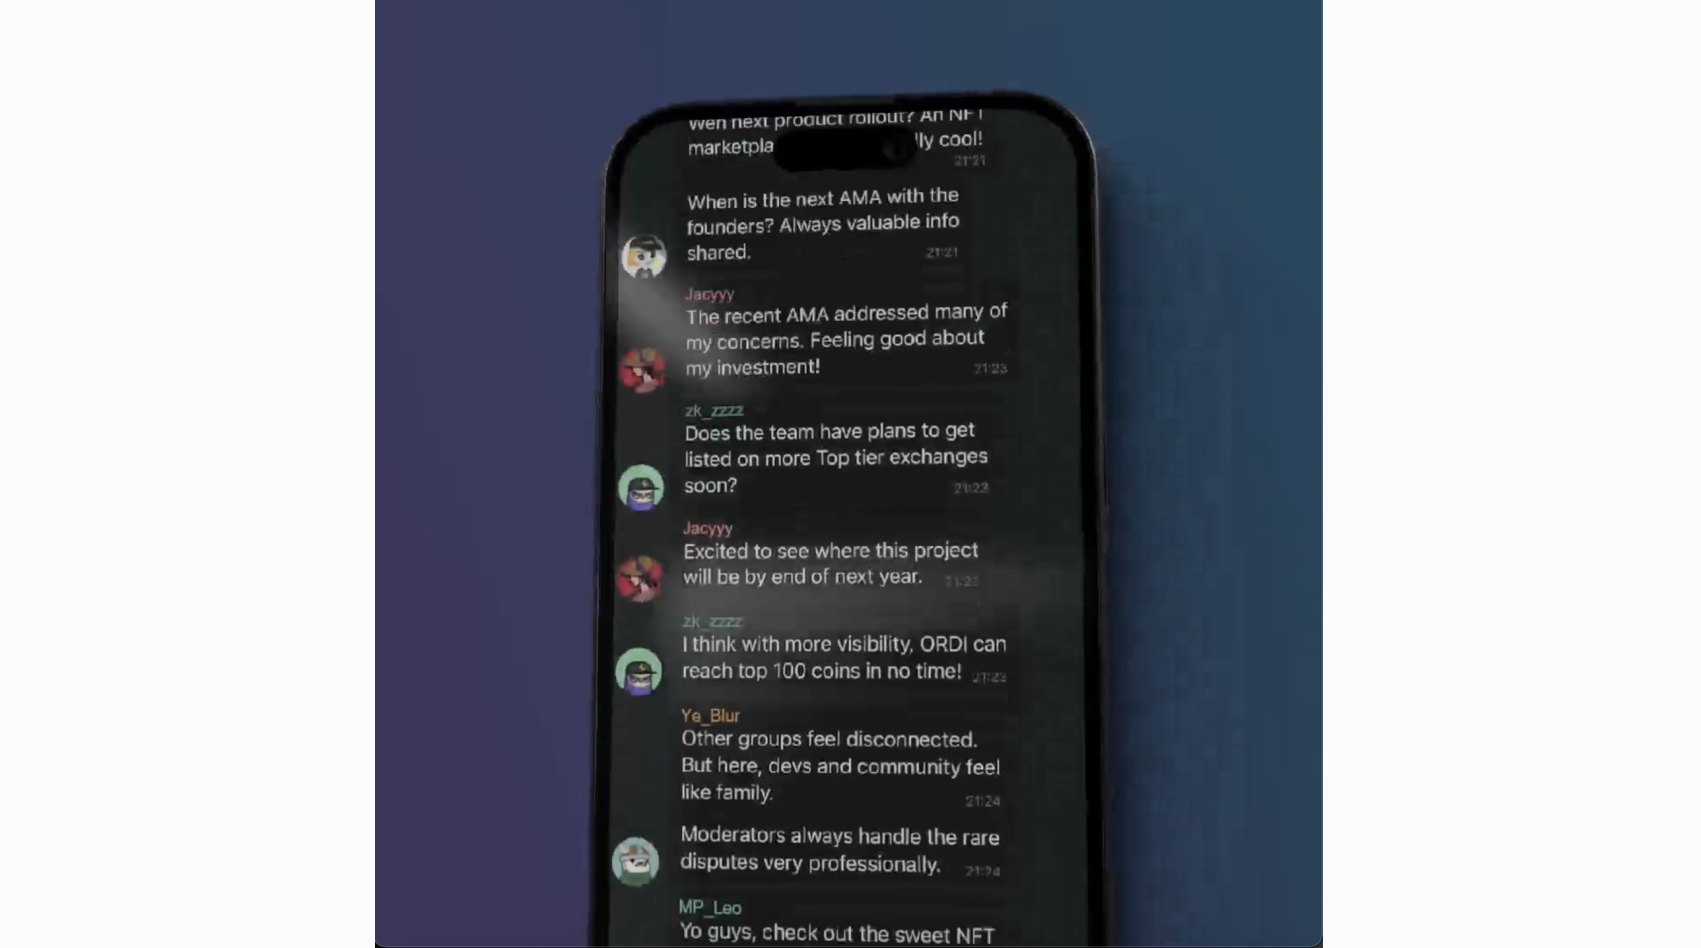 Wen next product rollout? An NFT
marketpla lly cool!
21:21
When is the next AMA with the
founders? Always valuable info
shared.
21:21
Jacyyy
The recent AMA addressed many of
my concerns. Feeling good about
my investment!
21:23
zk_zzzz
Does the team have plans to get
listed on more Top tier exchanges
soon?
21:23
Jacyyy
Excited to see where this project
will be by end of next year.
21:23
zk_zzzz
I think with more visibility, ORDI can
reach top 100 coins in no time!
21:23
Ye_Blur
Other groups feel disconnected.
But here, devs and community feel
like family.
21:24
Moderators always handle the rare
disputes very professionally.
21:24
MP_Leo
Yo guys, check out the sweet NFT